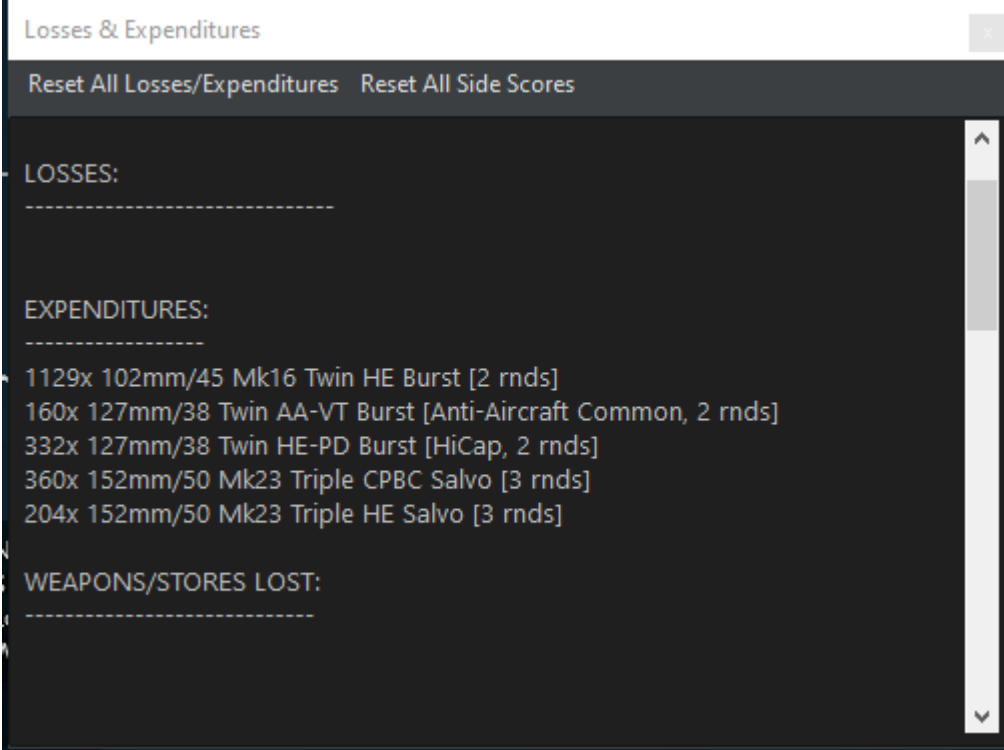 Losses & Expenditures
x
Reset All Losses/Expenditures Reset All Side Scores
LOSSES:
-------------------------------
EXPENDITURES:
------------------
1129x 102mm/45 Mk16 Twin HE Burst [2 rnds]
160x 127mm/38 Twin AA-VT Burst [Anti-Aircraft Common, 2 rnds]
332x 127mm/38 Twin HE-PD Burst [HiCap, 2 rnds]
360x 152mm/50 Mk23 Triple CPBC Salvo [3 rnds]
204x 152mm/50 Mk23 Triple HE Salvo [3 rnds]
WEAPONS/STORES LOST:
-----------------------------